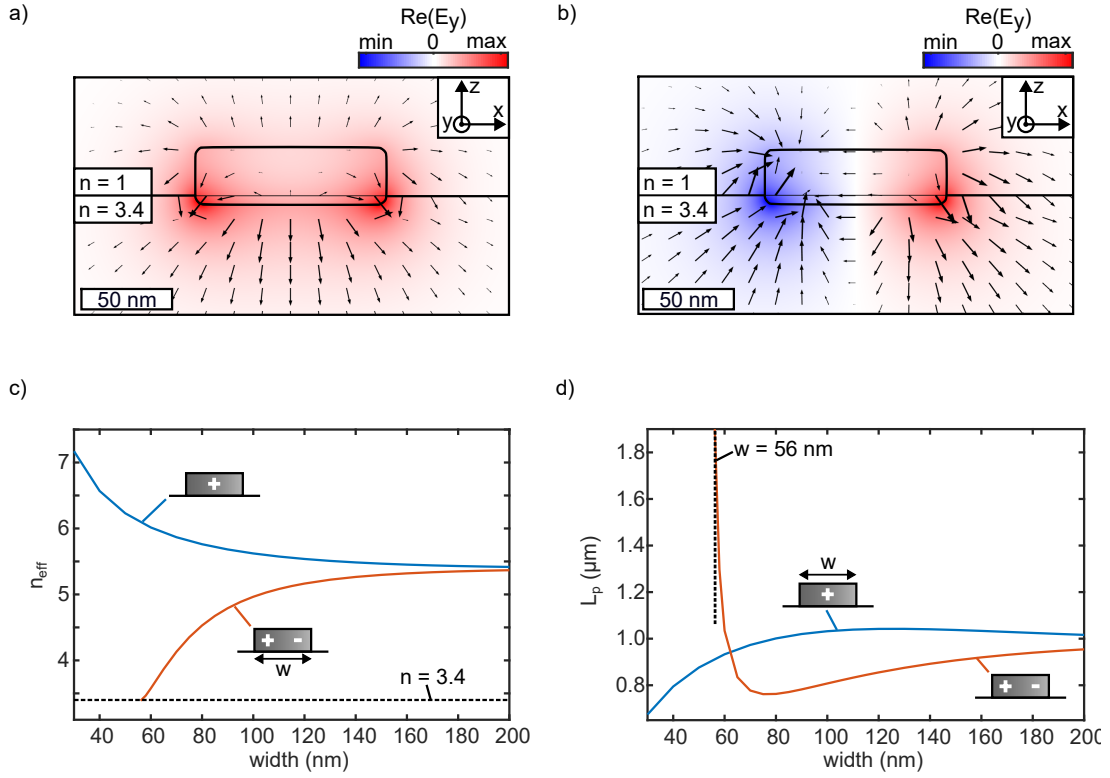 a)
Re(Ey)
min 0 max
z
y x
n = 1
n = 3.4
50 nm
b)
Re(Ey)
min 0 max
z
y x
n = 1
n = 3.4
50 nm
c)
neff
7
6
5
4
+
+ -
w
n = 3.4
40 60 80 100 120 140 160 180 200
width (nm)
d)
Lp (μm)
1.8
1.6
1.4
1.2
1.0
0.8
w = 56 nm
w
+
+ -
40 60 80 100 120 140 160 180 200
width (nm)